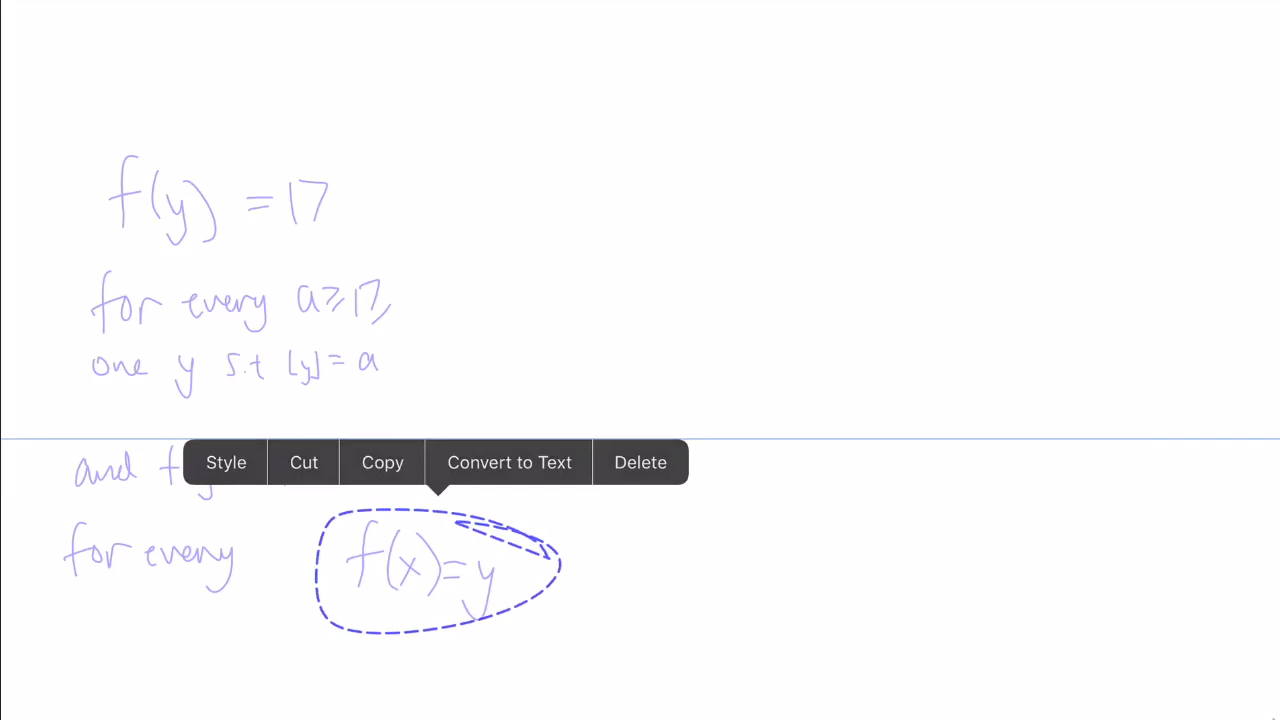 f(y) = 17
for every a ≥ 17,
one y s.t [y] = a
and
Style Cut Copy Convert to Text Delete
for every f(x) = y